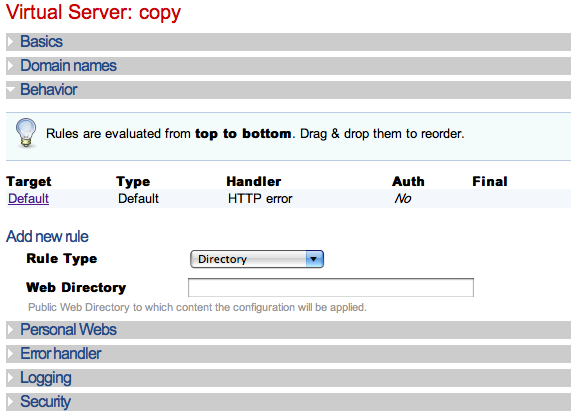 Virtual Server: copy
Basics
Domain names
Behavior
Rules are evaluated from top to bottom. Drag & drop them to reorder.
Target Type Handler Auth Final
Default Default HTTP error No
Add new rule
Rule Type Directory
Web Directory
Public Web Directory to which content the configuration will be applied.
Personal Webs
Error handler
Logging
Security